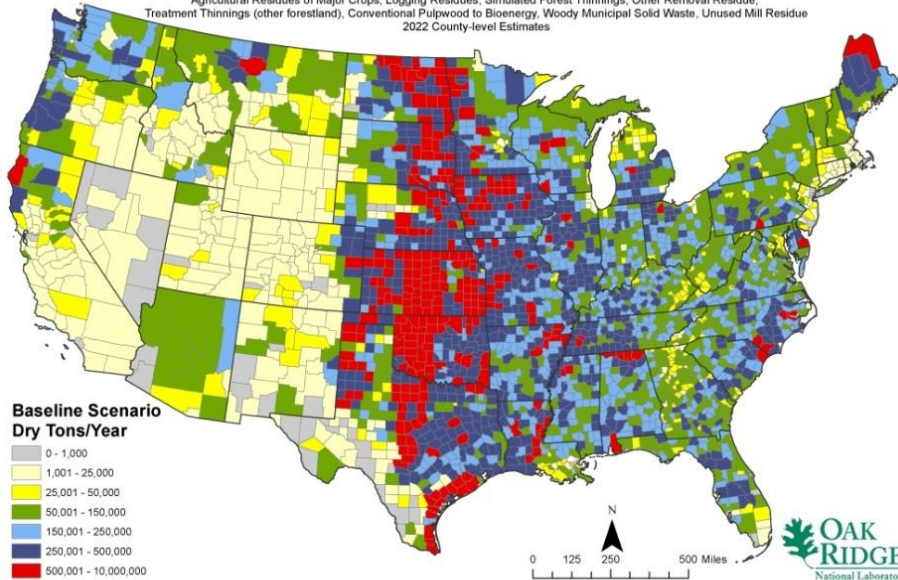 Agricultural Residues of Major Crops, Logging Residues, Simulated Forest Thinnings, Other Removal Residue,
Treatment Thinnings (other forestland), Conventional Pulpwood to Bioenergy, Woody Municipal Solid Waste, Unused Mill Residue
2022 County-level Estimates
Baseline Scenario
Dry Tons/Year
0 - 1,000
1,001 - 25,000
25,001 - 50,000
50,001 - 150,000
150,001 - 250,000
250,001 - 500,000
500,001 - 10,000,000
N
0 125 250 500 Miles
OAK
RIDGE
National Laborato